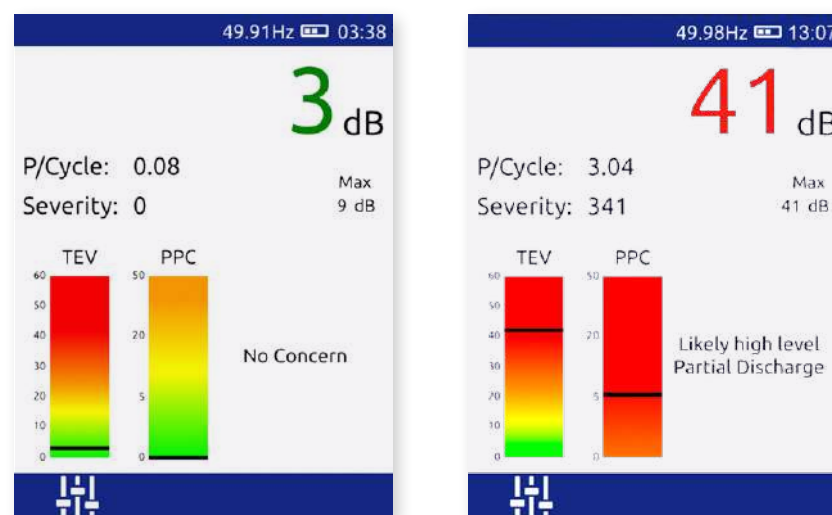 49.91Hz 03:38
3 dB
P/Cycle: 0.08
Max
Severity: 0
9 dB
TEV PPC
60
50
40
30
20
10
0
50
20
5
0
No Concern
49.98Hz 13:07
41 dB
P/Cycle: 3.04
Max
Severity: 341
41 dB
TEV PPC
60
50
40
30
20
10
0
50
20
5
0
Likely high level
Partial Discharge